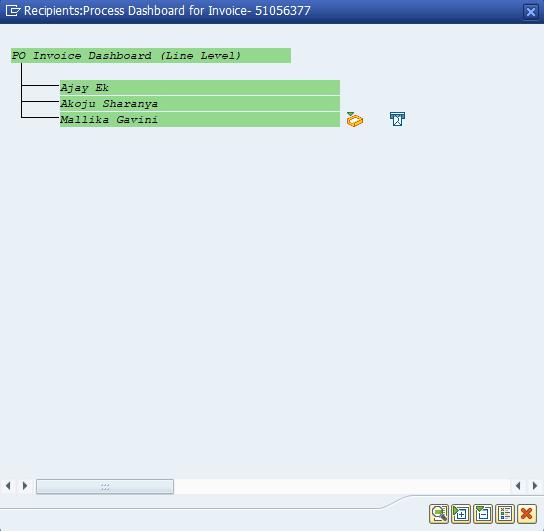 Recipients:Process Dashboard for Invoice- 51056377
PO Invoice Dashboard (Line Level)
Ajay Ek
Akoju Sharanya
Mallika Gavini